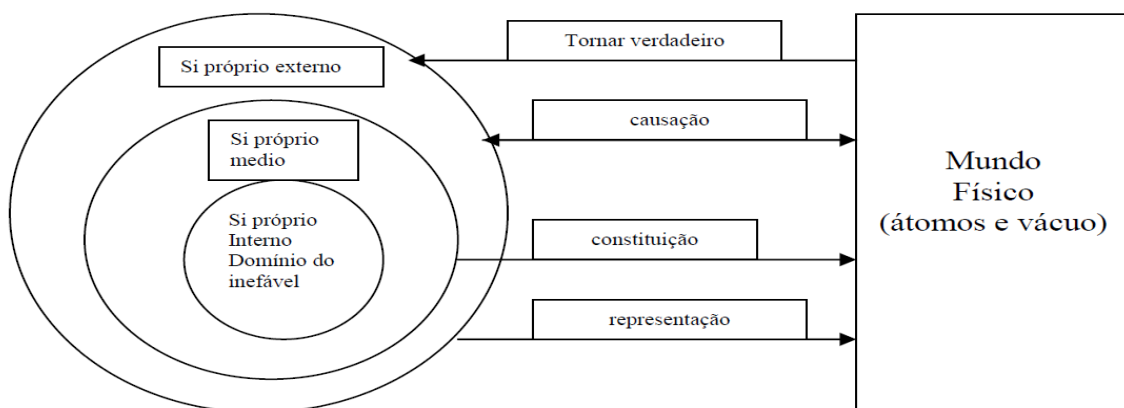 Tornar verdadeiro
Si próprio externo
causação
Si próprio
medio
Mundo
Físico
(átomos e vácuo)
Si próprio
Interno
Domínio do
inefável
constituição
representação